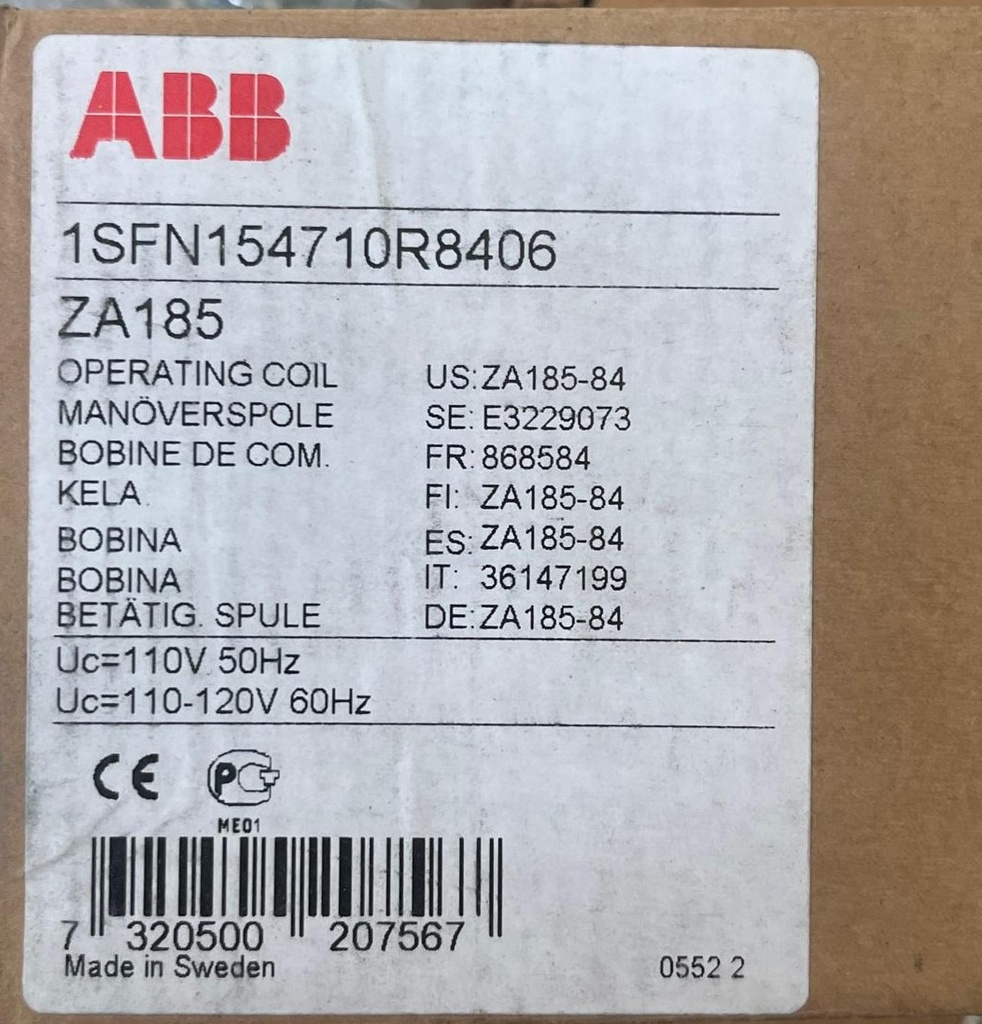 ABB
1SFN154710R8406
ZA185
OPERATING COIL US:ZA185-84
MANÖVERSPOLE SE: E3229073
BOBINE DE COM. FR: 868584
KELA FI: ZA185-84
BOBINA ES: ZA185-84
BOBINA IT: 36147199
BETÄTIG. SPULE DE:ZA185-84
Uc=110V 50Hz
Uc=110-120V 60Hz
CE PCT
ME01
7 320500 207567
Made in Sweden 0552 2